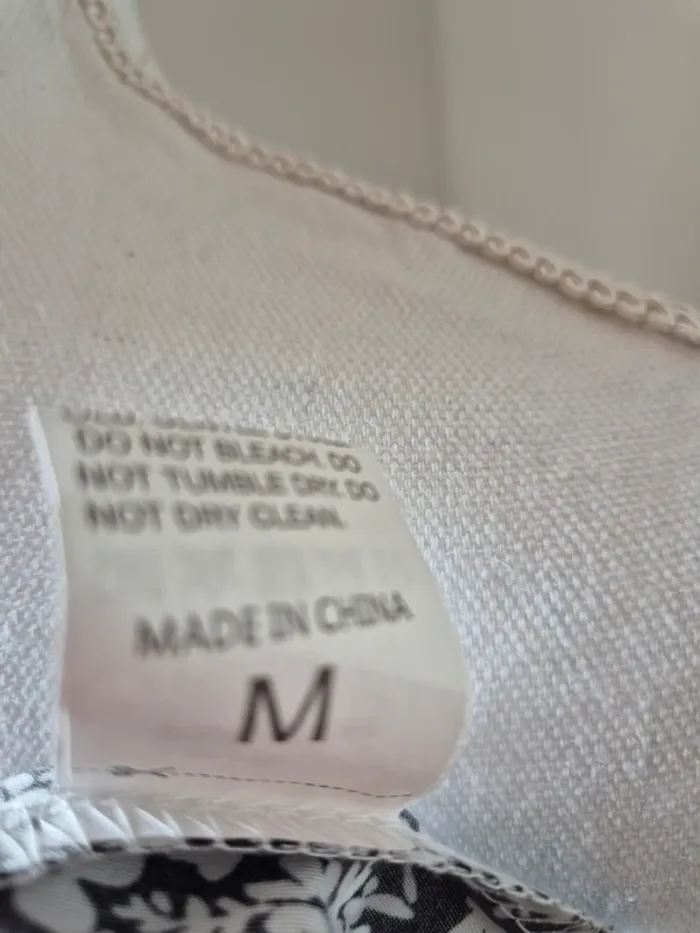 DO NOT BLEACH. DO
NOT TUMBLE DRY. DO
NOT DRY CLEAN.
MADE IN CHINA
M